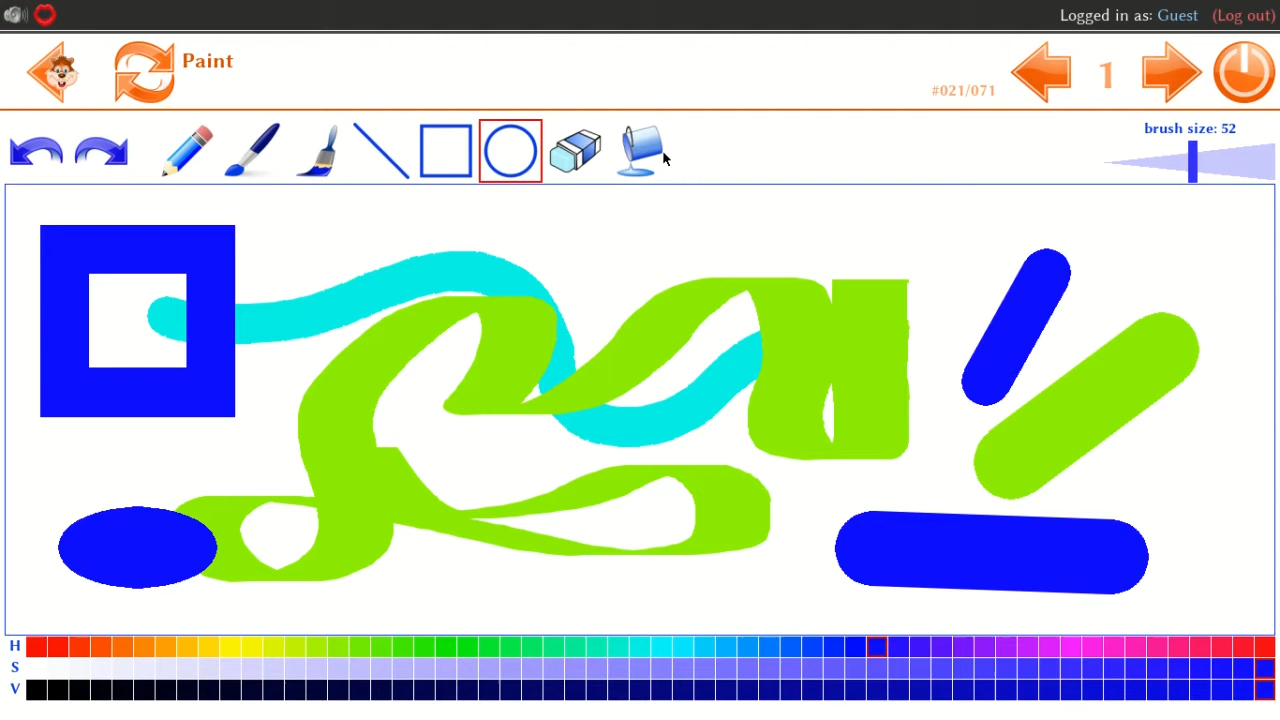 Logged in as: Guest (Log out)
Paint
#021/071
1
brush size: 52
H
S
V